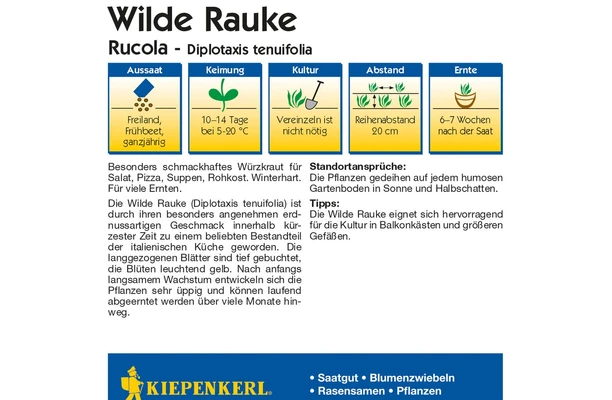 Wilde Rauke
Rucola - Diplotaxis tenuifolia
Aussaat
Freiland,
Frühbeet,
ganzjährig
Keimung
10–14 Tage
bei 5-20 °C
Kultur
Vereinzeln ist
nicht nötig
Abstand
Reihenabstand
20 cm
Ernte
6–7 Wochen
nach der Saat
Besonders schmackhaftes Würzkraut für
Salat, Pizza, Suppen, Rohkost. Winterhart.
Für viele Ernten.
Die Wilde Rauke (Diplotaxis tenuifolia) ist
durch ihren besonders angenehmen erd-
nussartigen Geschmack innerhalb kür-
zester Zeit zu einem beliebten Bestandteil
der italienischen Küche geworden. Die
langgezogenen Blätter sind tief gebuchtet,
die Blüten leuchtend gelb. Nach anfangs
langsamem Wachstum entwickeln sich die
Pflanzen sehr üppig und können laufend
abgeerntet werden über viele Monate hin-
weg.
Standortansprüche:
Die Pflanzen gedeihen auf jedem humosen
Gartenboden in Sonne und Halbschatten.
Tipps:
Die Wilde Rauke eignet sich hervorragend
für die Kultur in Balkonkästen und größeren
Gefäßen.
KIEPENKERL®
• Saatgut • Blumenzwiebeln
• Rasensamen • Pflanzen